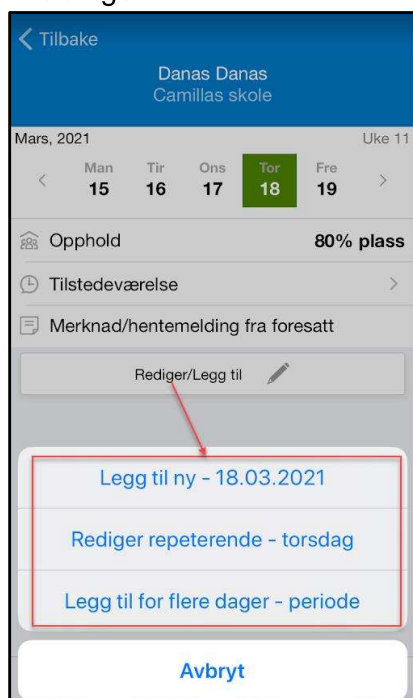 Tilbake
Danas Danas
Camillas skole
Mars, 2021 Uke 11
Man Tir Ons Tor Fre
15 16 17 18 19
Opphold 80% plass
Tilstedeværelse
Merknad/hentemelding fra foresatt
Rediger/Legg til
Legg til ny - 18.03.2021
Rediger repeterende - torsdag
Legg til for flere dager - periode
Avbryt